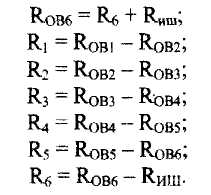 R_ОВ6 = R_6 + R_иш;
R_1 = R_ОВ1 – R_ОВ2;
R_2 = R_ОВ2 – R_ОВ3;
R_3 = R_ОВ3 – R_ОВ4;
R_4 = R_ОВ4 – R_ОВ5;
R_5 = R_ОВ5 – R_ОВ6;
R_6 = R_ОВ6 – R_ИШ.